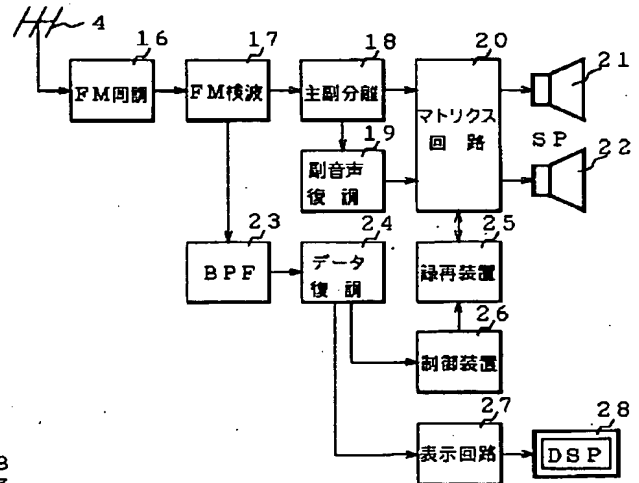 4
16
17
18
20
21
FM同調
FM検波
主副分離
マトリクス
回路
SP
19
副音声
復調
22
23
24
25
BPF
データ
復調
録再装置
26
制御装置
27
28
表示回路
DSP
8